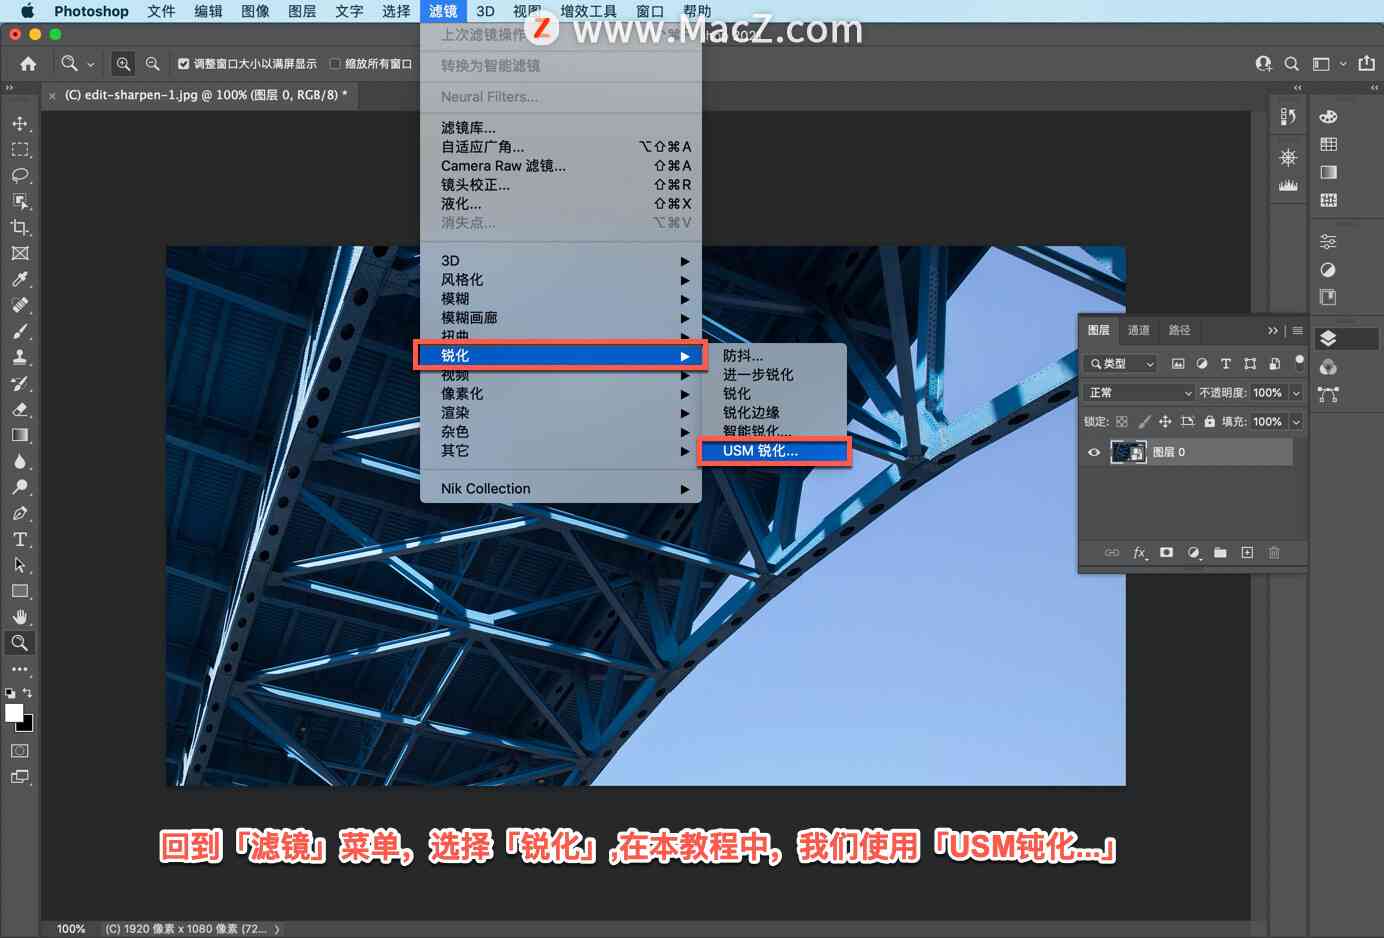 Photoshop 文件 编辑 图像 图层 文字 选择 滤镜 3D 视图 增效工具 窗口 帮助
www.MacZ.com
上次滤镜操作
调整窗口大小以满屏显示 缩放所有窗口
转换为智能滤镜
× (C) edit-sharpen-1.jpg @ 100% (图层 0, RGB/8) *
Neural Filters...
滤镜库...
自适应广角... ⌥⇧⌘A
Camera Raw 滤镜... ⇧⌘A
镜头校正... ⇧⌘R
液化... ⇧⌘X
消失点... ⌥⌘V
3D
风格化
模糊
模糊画廊
扭曲
锐化
视频
像素化
渲染
杂色
其它
Nik Collection
防抖...
进一步锐化
锐化
锐化边缘
智能锐化...
USM 锐化...
图层 通道 路径
类型
正常 不透明度: 100%
锁定: 填充: 100%
图层 0
fx
回到「滤镜」菜单，选择「锐化」,在本教程中，我们使用「USM钝化...」
100% (C) 1920 像素 x 1080 像素 (72... >